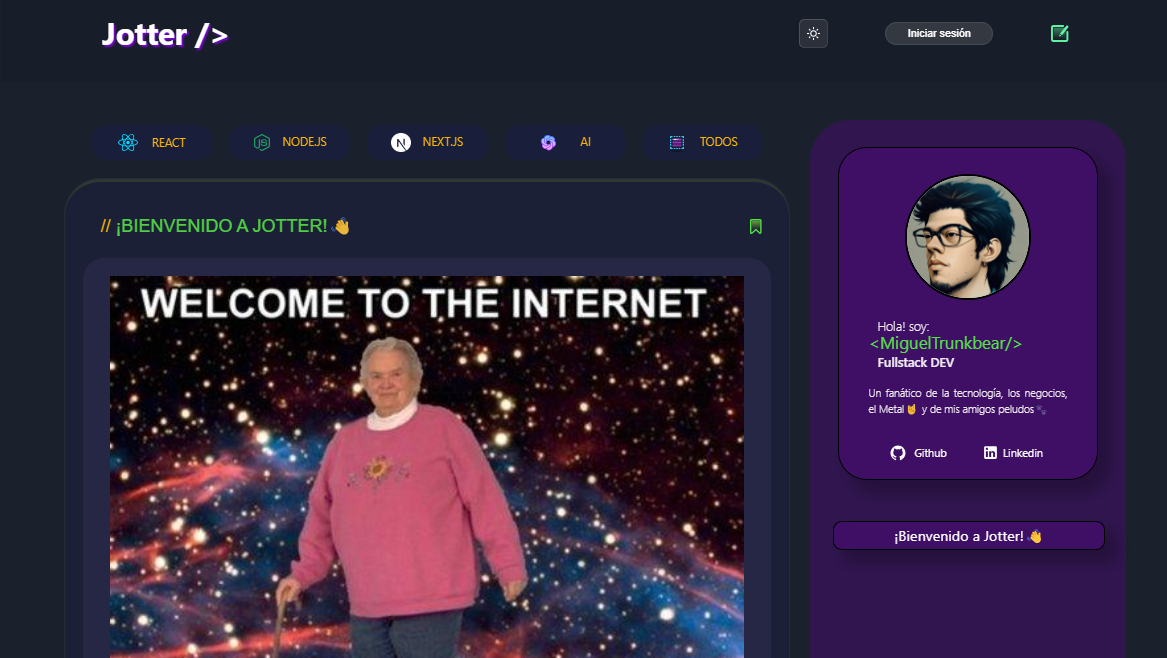 Jotter />
Iniciar sesión
REACT
NODE.JS
NEXT.JS
AI
TODOS
// ¡BIENVENIDO A JOTTER! 👋
WELCOME TO THE INTERNET
Hola! soy:
<MiguelTrunkbear/>
Fullstack DEV
Un fanático de la tecnología, los negocios,
el Metal 🤘 y de mis amigos peludos 🐾
Github
Linkedin
¡Bienvenido a Jotter! 👋